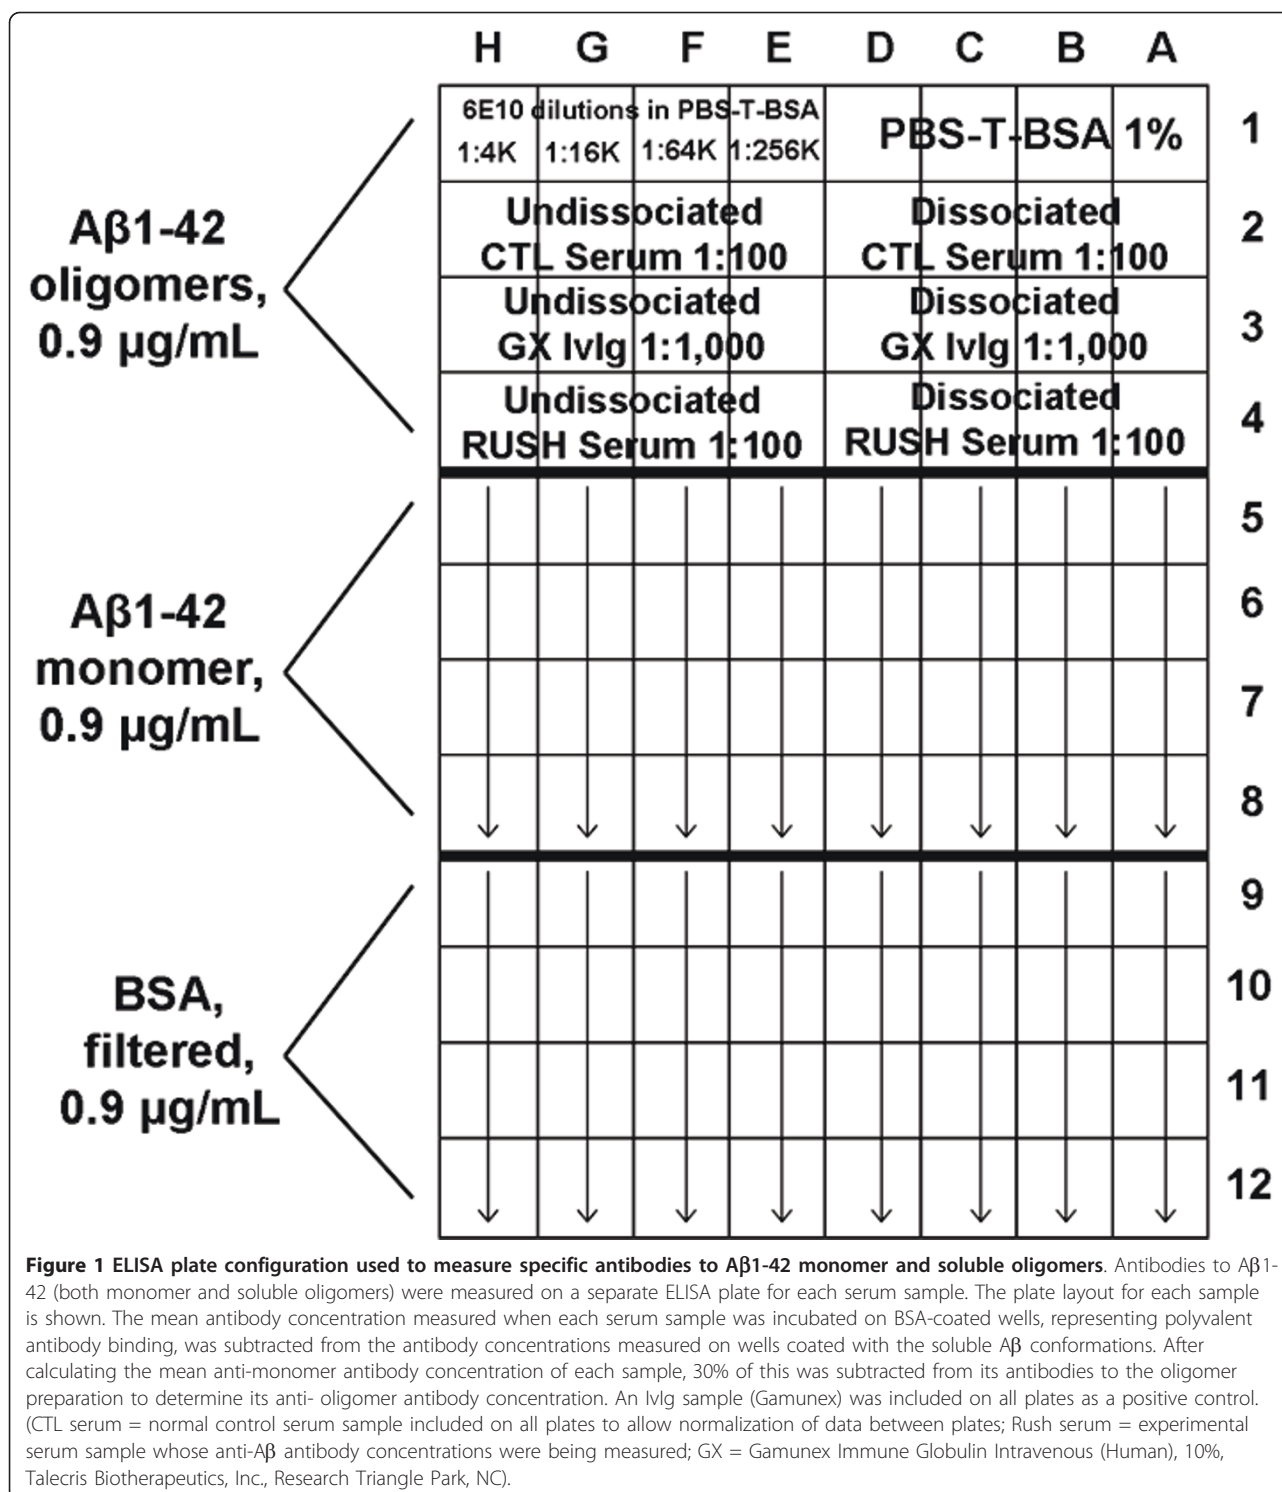 H G F E D C B A
6E10 dilutions in PBS-T-BSA
1:4K 1:16K 1:64K 1:256K
PBS-T-BSA 1%
1
Undissociated
CTL Serum 1:100
Dissociated
CTL Serum 1:100
2
Undissociated
GX IvIg 1:1,000
Dissociated
GX IvIg 1:1,000
3
Undissociated
RUSH Serum 1:100
Dissociated
RUSH Serum 1:100
4
Aβ1-42
oligomers,
0.9 μg/mL
5
6
7
8
Aβ1-42
monomer,
0.9 μg/mL
9
10
11
12
BSA,
filtered,
0.9 μg/mL
Figure 1 ELISA plate configuration used to measure specific antibodies to Aβ1-42 monomer and soluble oligomers. Antibodies to Aβ1-
42 (both monomer and soluble oligomers) were measured on a separate ELISA plate for each serum sample. The plate layout for each sample
is shown. The mean antibody concentration measured when each serum sample was incubated on BSA-coated wells, representing polyvalent
antibody binding, was subtracted from the antibody concentrations measured on wells coated with the soluble Aβ conformations. After
calculating the mean anti-monomer antibody concentration of each sample, 30% of this was subtracted from its antibodies to the oligomer
preparation to determine its anti- oligomer antibody concentration. An IvIg sample (Gamunex) was included on all plates as a positive control.
(CTL serum = normal control serum sample included on all plates to allow normalization of data between plates; Rush serum = experimental
serum sample whose anti-Aβ antibody concentrations were being measured; GX = Gamunex Immune Globulin Intravenous (Human), 10%,
Talecris Biotherapeutics, Inc., Research Triangle Park, NC).